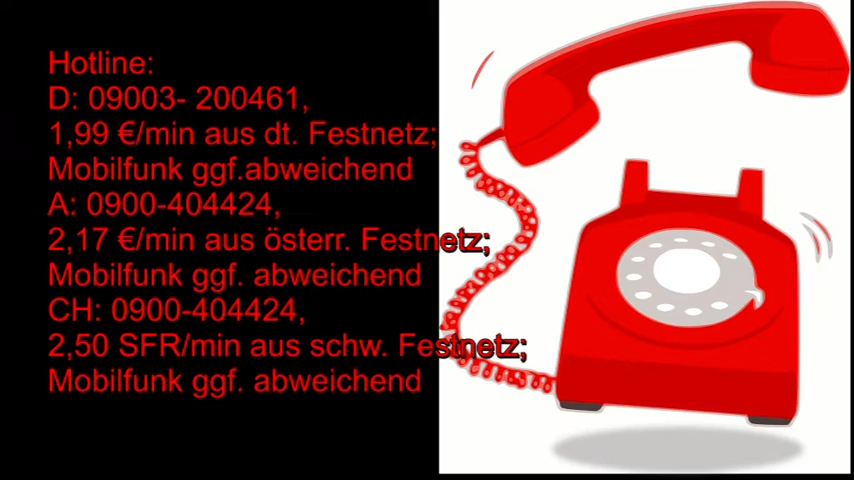 Hotline:
D: 09003- 200461,
1,99 €/min aus dt. Festnetz;
Mobilfunk ggf.abweichend
A: 0900-404424,
2,17 €/min aus österr. Festnetz;
Mobilfunk ggf. abweichend
CH: 0900-404424,
2,50 SFR/min aus schw. Festnetz;
Mobilfunk ggf. abweichend